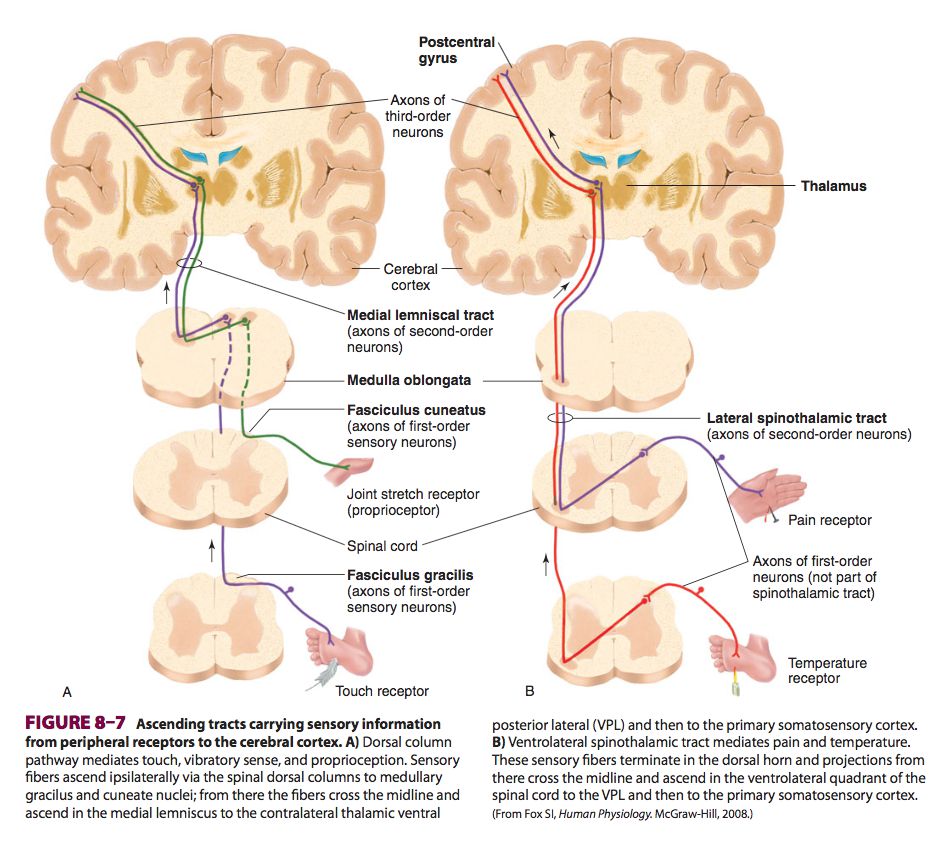 Postcentral
gyrus
Axons of
third-order
neurons
Thalamus
Cerebral
cortex
Medial lemniscal tract
(axons of second-order
neurons)
Medulla oblongata
Fasciculus cuneatus
(axons of first-order
sensory neurons)
Lateral spinothalamic tract
(axons of second-order neurons)
Joint stretch receptor
(proprioceptor)
Pain receptor
Spinal cord
Axons of first-order
neurons (not part of
spinothalamic tract)
Fasciculus gracilis
(axons of first-order
sensory neurons)
Temperature
receptor
A
Touch receptor
B
FIGURE 8–7 Ascending tracts carrying sensory information
from peripheral receptors to the cerebral cortex. A) Dorsal column
pathway mediates touch, vibratory sense, and proprioception. Sensory
fibers ascend ipsilaterally via the spinal dorsal columns to medullary
gracilus and cuneate nuclei; from there the fibers cross the midline and
ascend in the medial lemniscus to the contralateral thalamic ventral
posterior lateral (VPL) and then to the primary somatosensory cortex.
B) Ventrolateral spinothalamic tract mediates pain and temperature.
These sensory fibers terminate in the dorsal horn and projections from
there cross the midline and ascend in the ventrolateral quadrant of the
spinal cord to the VPL and then to the primary somatosensory cortex.
(From Fox SI, Human Physiology. McGraw-Hill, 2008.)